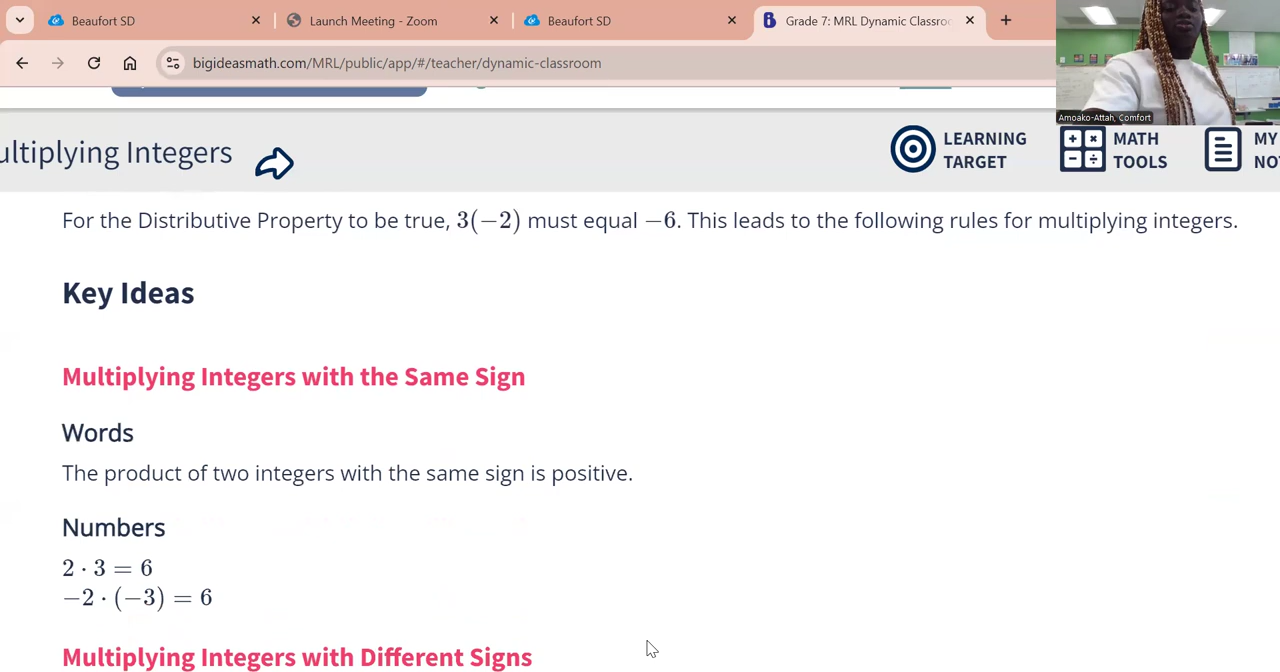 Beaufort SD
Launch Meeting - Zoom
Beaufort SD
Grade 7: MRL Dynamic Classroo
bigideasmath.com/MRL/public/app/#/teacher/dynamic-classroom
Amoako-Attah, Comfort
ultiplying Integers
LEARNING TARGET
MATH TOOLS
MY NO
For the Distributive Property to be true, 3(−2) must equal −6. This leads to the following rules for multiplying integers.
Key Ideas
Multiplying Integers with the Same Sign
Words
The product of two integers with the same sign is positive.
Numbers
2 · 3 = 6
−2 · (−3) = 6
Multiplying Integers with Different Signs